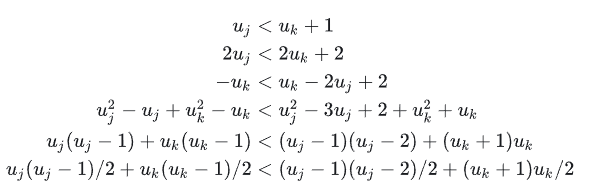 u_j < u_k + 1
2u_j < 2u_k + 2
−u_k < u_k − 2u_j + 2
u_j^2 − u_j + u_k^2 − u_k < u_j^2 − 3u_j + 2 + u_k^2 + u_k
u_j(u_j − 1) + u_k(u_k − 1) < (u_j − 1)(u_j − 2) + (u_k + 1)u_k
u_j(u_j − 1)/2 + u_k(u_k − 1)/2 < (u_j − 1)(u_j − 2)/2 + (u_k + 1)u_k/2